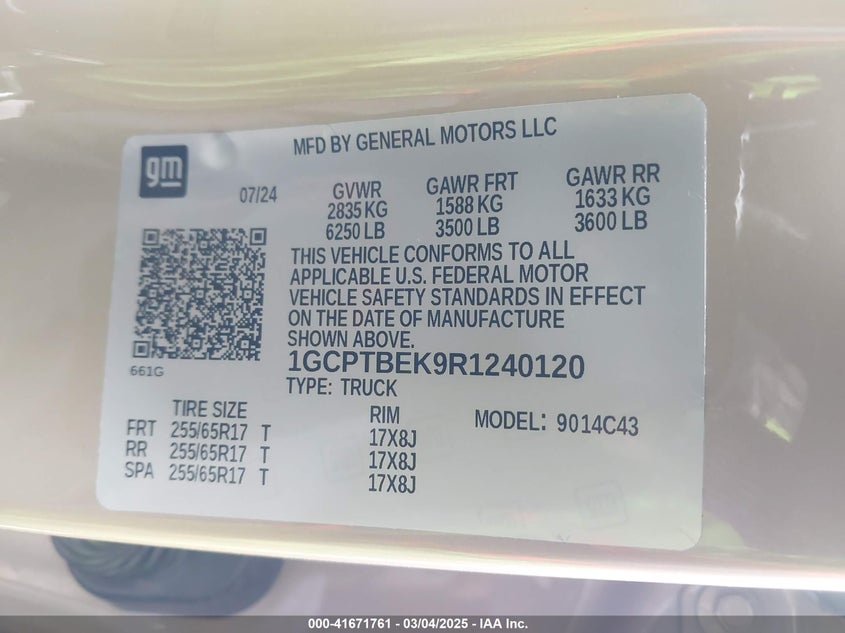 MFD BY GENERAL MOTORS LLC
gm
07/24
GVWR GAWR FRT GAWR RR
2835 KG 1588 KG 1633 KG
6250 LB 3500 LB 3600 LB
THIS VEHICLE CONFORMS TO ALL
APPLICABLE U.S. FEDERAL MOTOR
VEHICLE SAFETY STANDARDS IN EFFECT
ON THE DATE OF MANUFACTURE
SHOWN ABOVE.
661G
1GCPTBEK9R1240120
TYPE: TRUCK
TIRE SIZE RIM MODEL: 9014C43
FRT 255/65R17 T 17X8J
RR 255/65R17 T 17X8J
SPA 255/65R17 T 17X8J
000-41671761 - 03/04/2025 - IAA Inc.